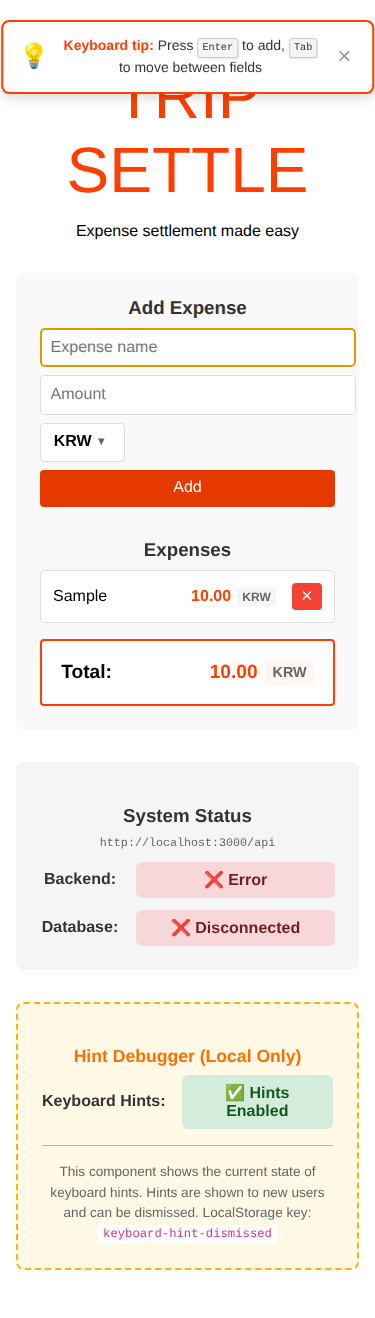 Keyboard tip: Press Enter to add, Tab
to move between fields
×
TRIP
SETTLE
Expense settlement made easy
Add Expense
Expense name
Amount
KRW ▼
Add
Expenses
Sample 10.00 KRW ×
Total: 10.00 KRW
System Status
http://localhost:3000/api
Backend: ❌ Error
Database: ❌ Disconnected
Hint Debugger (Local Only)
Keyboard Hints: ✅ Hints
Enabled
This component shows the current state of
keyboard hints. Hints are shown to new users
and can be dismissed. LocalStorage key:
keyboard-hint-dismissed